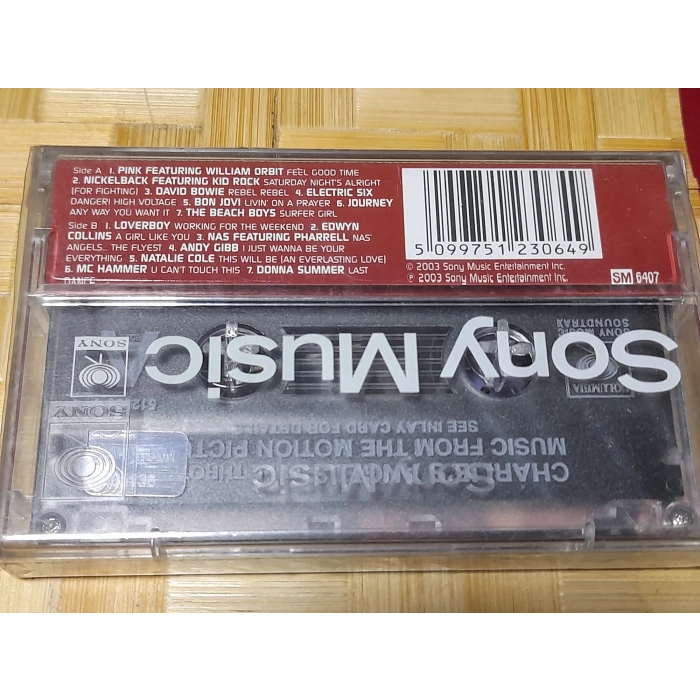 Side A 1. PINK FEATURING WILLIAM ORBIT FEEL GOOD TIME
2. NICKELBACK FEATURING KID ROCK SATURDAY NIGHT'S ALRIGHT
(FOR FIGHTING) 3. DAVID BOWIE REBEL REBEL 4. ELECTRIC SIX
DANGER! HIGH VOLTAGE 5. BON JOVI LIVIN' ON A PRAYER 6. JOURNEY
ANY WAY YOU WANT IT 7. THE BEACH BOYS SURFER GIRL
Side B 1. LOVERBOY WORKING FOR THE WEEKEND 2. EDWYN
COLLINS A GIRL LIKE YOU 3. NAS FEATURING PHARRELL NAS'
ANGELS... THE FLYEST 4. ANDY GIBB I JUST WANNA BE YOUR
EVERYTHING 5. NATALIE COLE THIS WILL BE (AN EVERLASTING LOVE)
6. MC HAMMER U CAN'T TOUCH THIS 7. DONNA SUMMER LAST
DANCE
5 099751 230649
© 2003 Sony Music Entertainment Inc.
℗ 2003 Sony Music Entertainment Inc.
SM 6407
Sony Music
SONY
SONY MUSIC
SOUNDTRAX
COLUMBIA
512
SEE INLAY CARD FOR DETAILS
MUSIC FROM THE MOTION PICT
SONY